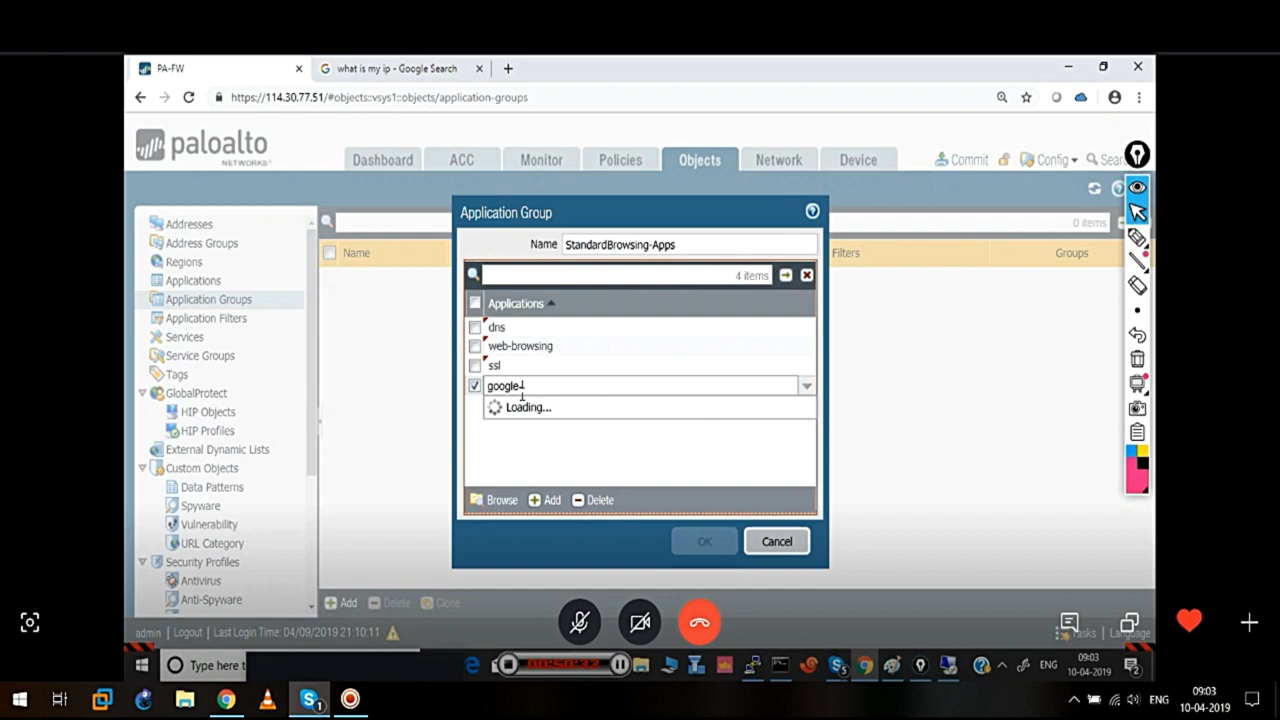 PA-FW
what is my ip - Google Search
https://114.30.77.51/#objects::vsys1::objects/application-groups
paloalto
NETWORKS
Dashboard
ACC
Monitor
Policies
Objects
Network
Device
Commit
Config
Sear
Addresses
Address Groups
Regions
Applications
Application Groups
Application Filters
Services
Service Groups
Tags
GlobalProtect
HIP Objects
HIP Profiles
External Dynamic Lists
Custom Objects
Data Patterns
Spyware
Vulnerability
URL Category
Security Profiles
Antivirus
Anti-Spyware
0 items
Name
Filters
Groups
Application Group
Name StandardBrowsing-Apps
4 items
Applications
dns
web-browsing
ssl
google-
Loading...
Browse Add Delete
OK Cancel
Add Delete Clone
admin | Logout | Last Login Time: 04/09/2019 21:10:11
Tasks | Language
Type here t
ENG
09:03
10-04-2019
2
ENG
09:03
10-04-2019